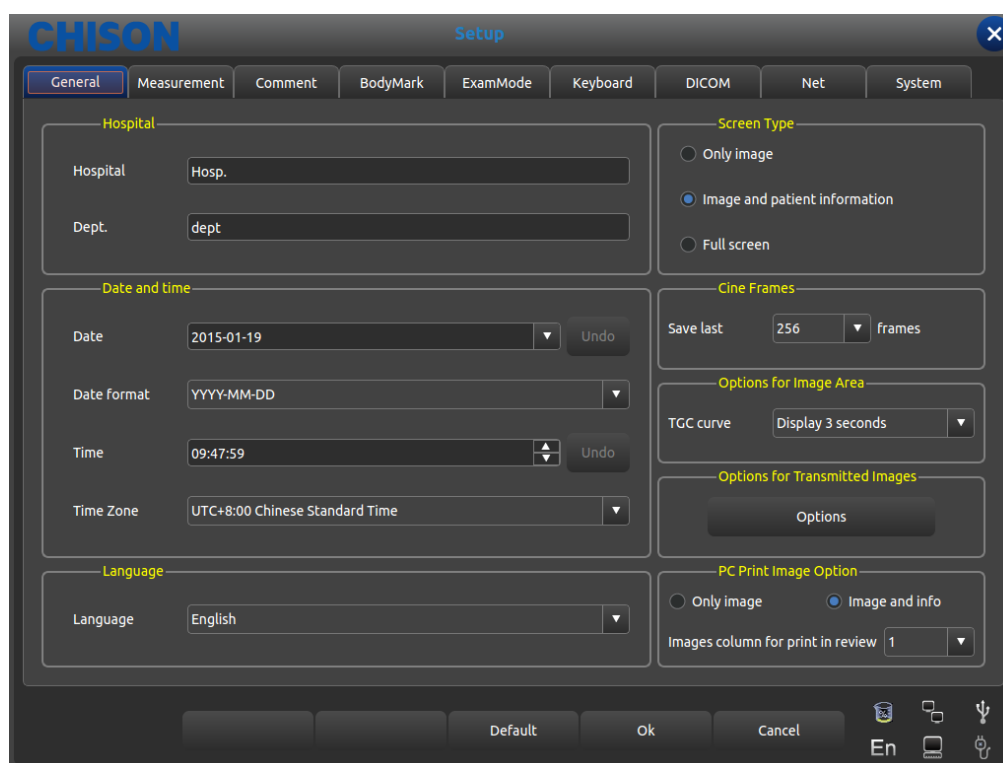 CHISON
Setup
General Measurement Comment BodyMark ExamMode Keyboard DICOM Net System
Hospital
Hospital Hosp.
Dept. dept
Date and time
Date 2015-01-19 Undo
Date format YYYY-MM-DD
Time 09:47:59 Undo
Time Zone UTC+8:00 Chinese Standard Time
Language
Language English
Screen Type
Only image
Image and patient information
Full screen
Cine Frames
Save last 256 frames
Options for Image Area
TGC curve Display 3 seconds
Options for Transmitted Images
Options
PC Print Image Option
Only image Image and info
Images column for print in review 1
Default Ok Cancel
En